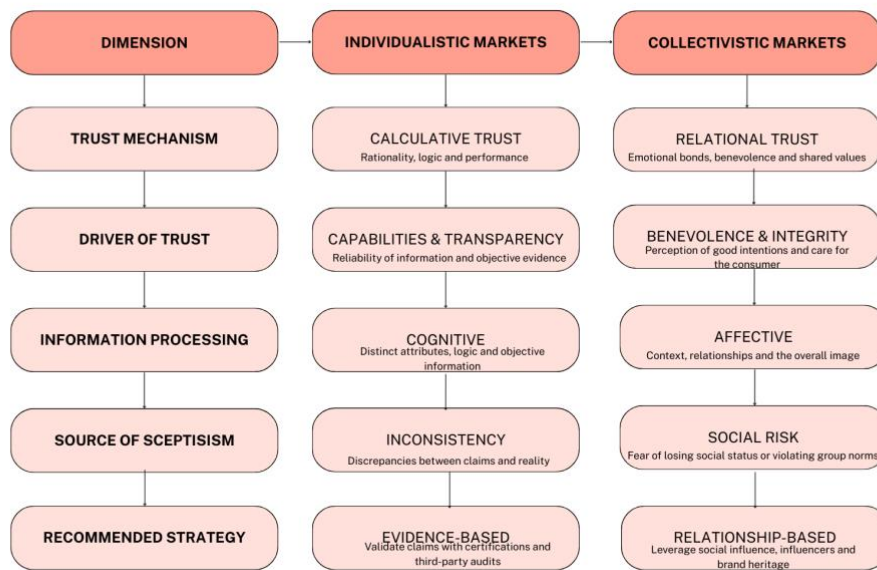 DIMENSION
INDIVIDUALISTIC MARKETS
COLLECTIVISTIC MARKETS
TRUST MECHANISM
CALCULATIVE TRUST
Rationality, logic and performance
RELATIONAL TRUST
Emotional bonds, benevolence and shared values
DRIVER OF TRUST
CAPABILITIES & TRANSPARENCY
Reliability of information and objective evidence
BENEVOLENCE & INTEGRITY
Perception of good intentions and care for
the consumer
INFORMATION PROCESSING
COGNITIVE
Distinct attributes, logic and objective
information
AFFECTIVE
Context, relationships and the overall image
SOURCE OF SCEPTISISM
INCONSISTENCY
Discrepancies between claims and reality
SOCIAL RISK
Fear of losing social status or violating group norms
RECOMMENDED STRATEGY
EVIDENCE-BASED
Validate claims with certifications and
third-party audits
RELATIONSHIP-BASED
Leverage social influence, influencers and
brand heritage